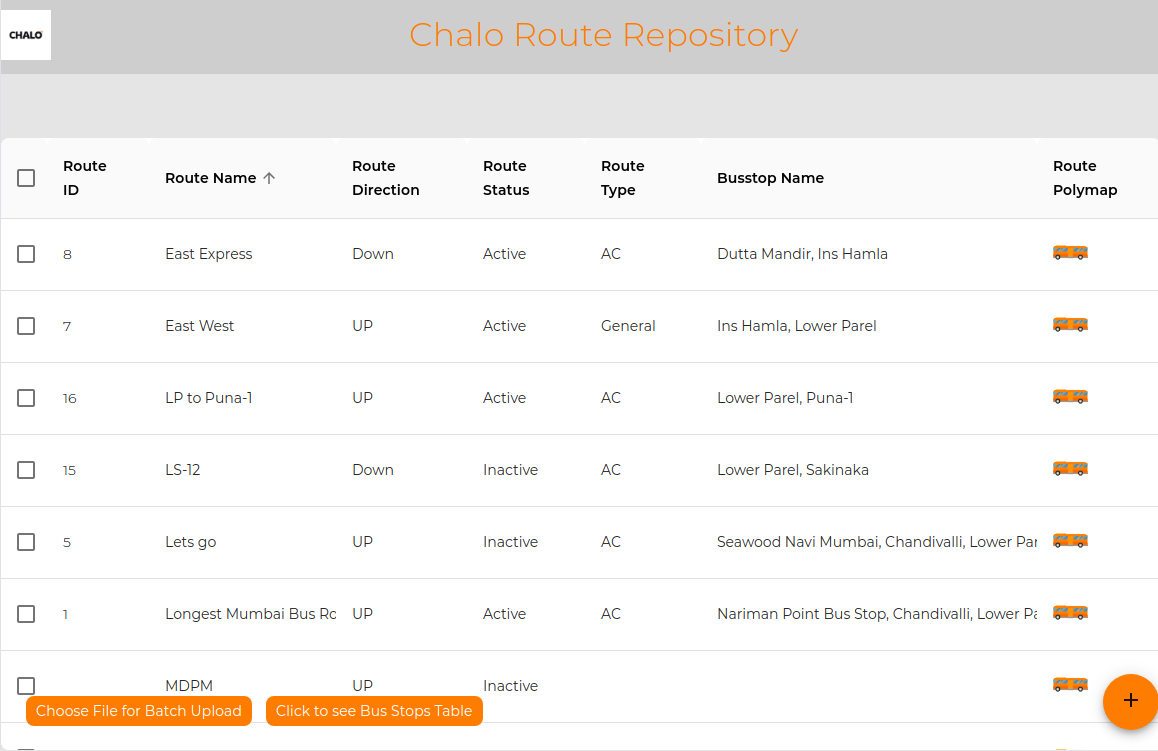 CHALO
Chalo Route Repository
Route ID Route Name Route Direction Route Status Route Type Busstop Name Route Polymap
8 East Express Down Active AC Dutta Mandir, Ins Hamla
7 East West UP Active General Ins Hamla, Lower Parel
16 LP to Puna-1 UP Active AC Lower Parel, Puna-1
15 LS-12 Down Inactive AC Lower Parel, Sakinaka
5 Lets go UP Inactive AC Seawood Navi Mumbai, Chandivalli, Lower Par
1 Longest Mumbai Bus Ro UP Active AC Nariman Point Bus Stop, Chandivalli, Lower Pa
MDPM UP Inactive
Choose File for Batch Upload Click to see Bus Stops Table
+